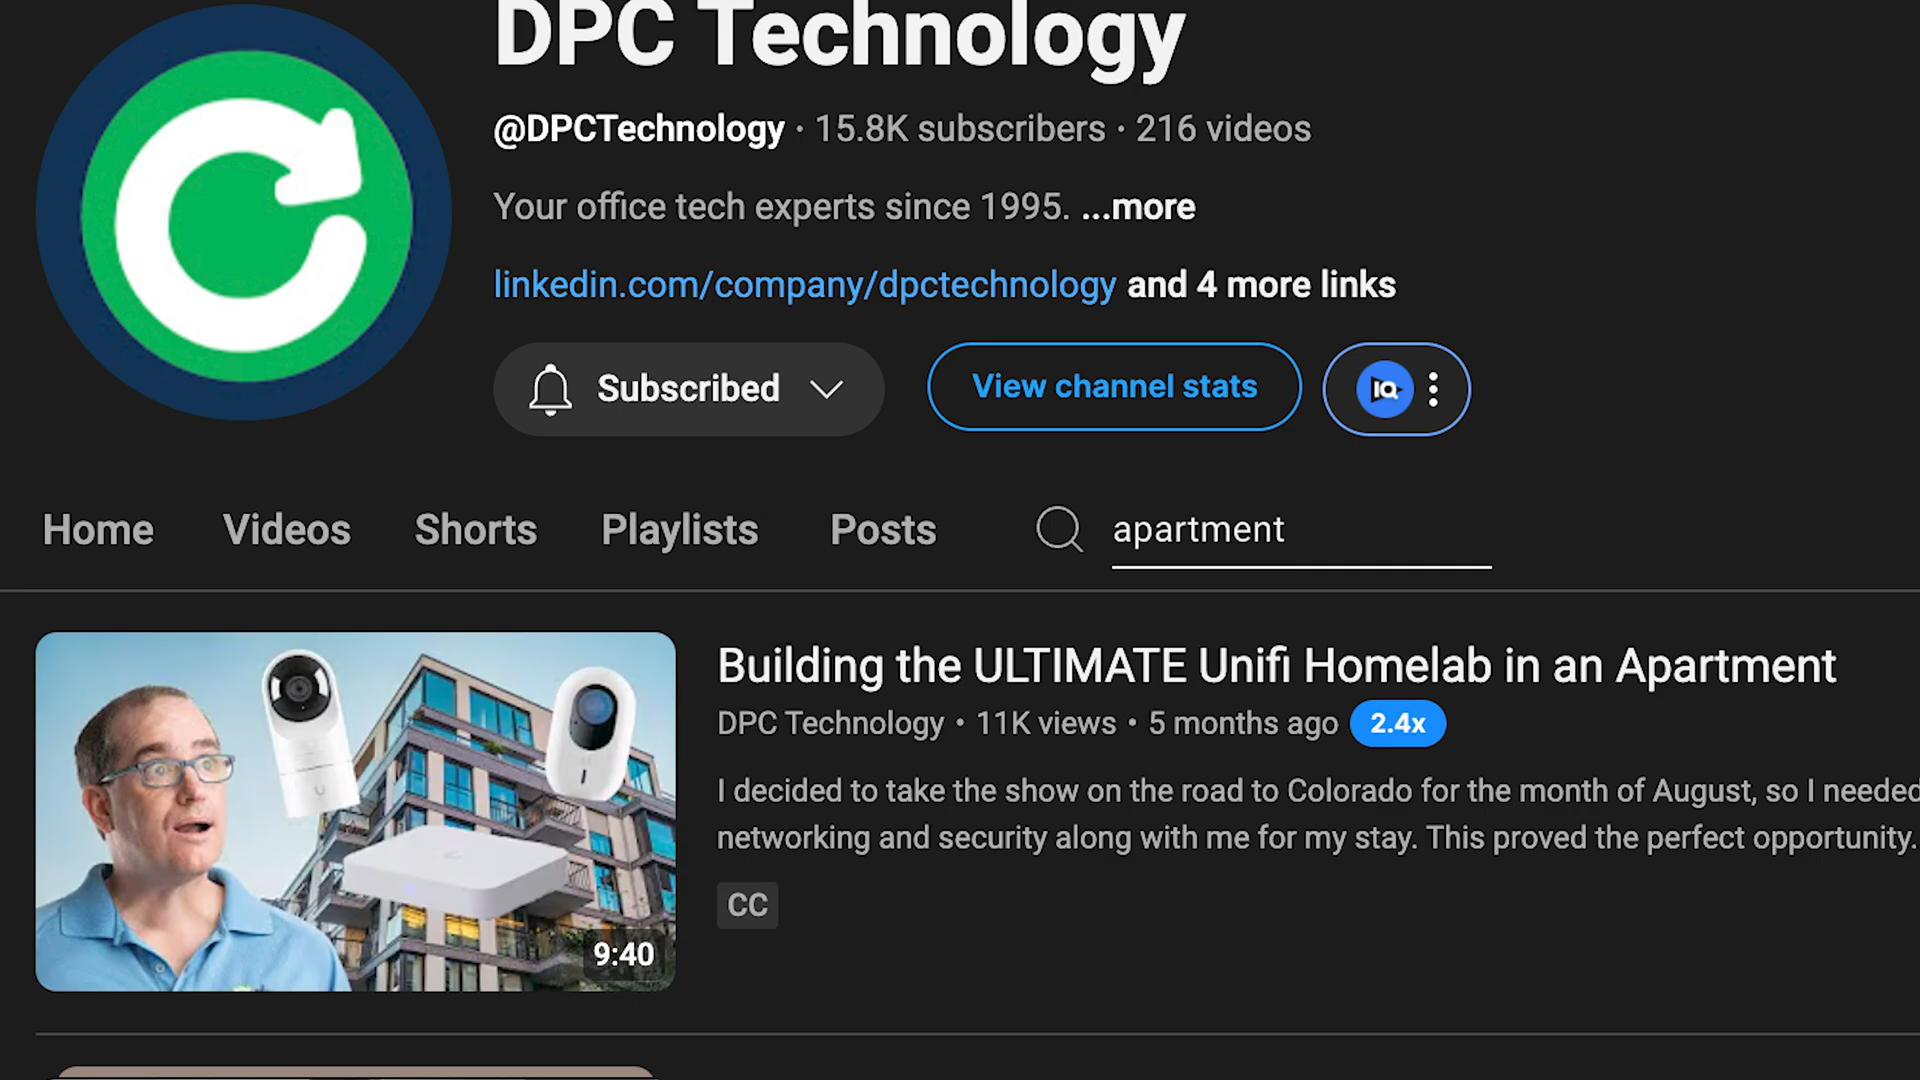 DPC Technology
@DPCTechnology · 15.8K subscribers · 216 videos
Your office tech experts since 1995. ...more
linkedin.com/company/dpctechnology and 4 more links
Subscribed
View channel stats
IQ
Home Videos Shorts Playlists Posts apartment
Building the ULTIMATE Unifi Homelab in an Apartment
DPC Technology • 11K views • 5 months ago 2.4x
I decided to take the show on the road to Colorado for the month of August, so I needed
networking and security along with me for my stay. This proved the perfect opportunity.
CC
9:40